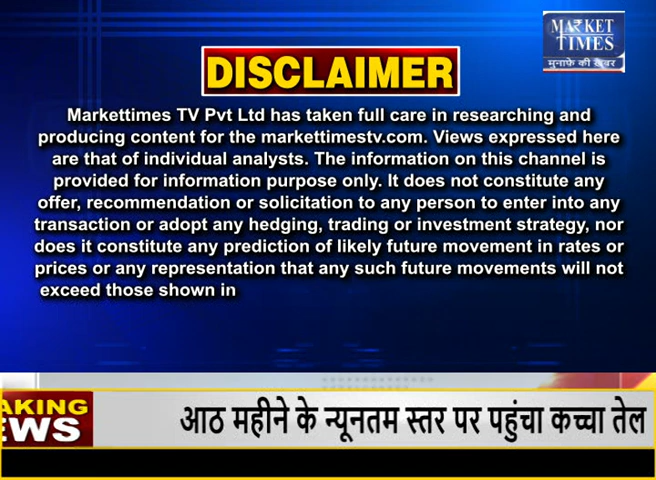 MARKET
TIMES
मुनाफे की खबर
DISCLAIMER
Markettimes TV Pvt Ltd has taken full care in researching and
producing content for the markettimestv.com. Views expressed here
are that of individual analysts. The information on this channel is
provided for information purpose only. It does not constitute any
offer, recommendation or solicitation to any person to enter into any
transaction or adopt any hedging, trading or investment strategy, nor
does it constitute any prediction of likely future movement in rates or
prices or any representation that any such future movements will not
exceed those shown in
AKING
EWS
आठ महीने के न्यूनतम स्तर पर पहुंचा कच्चा तेल